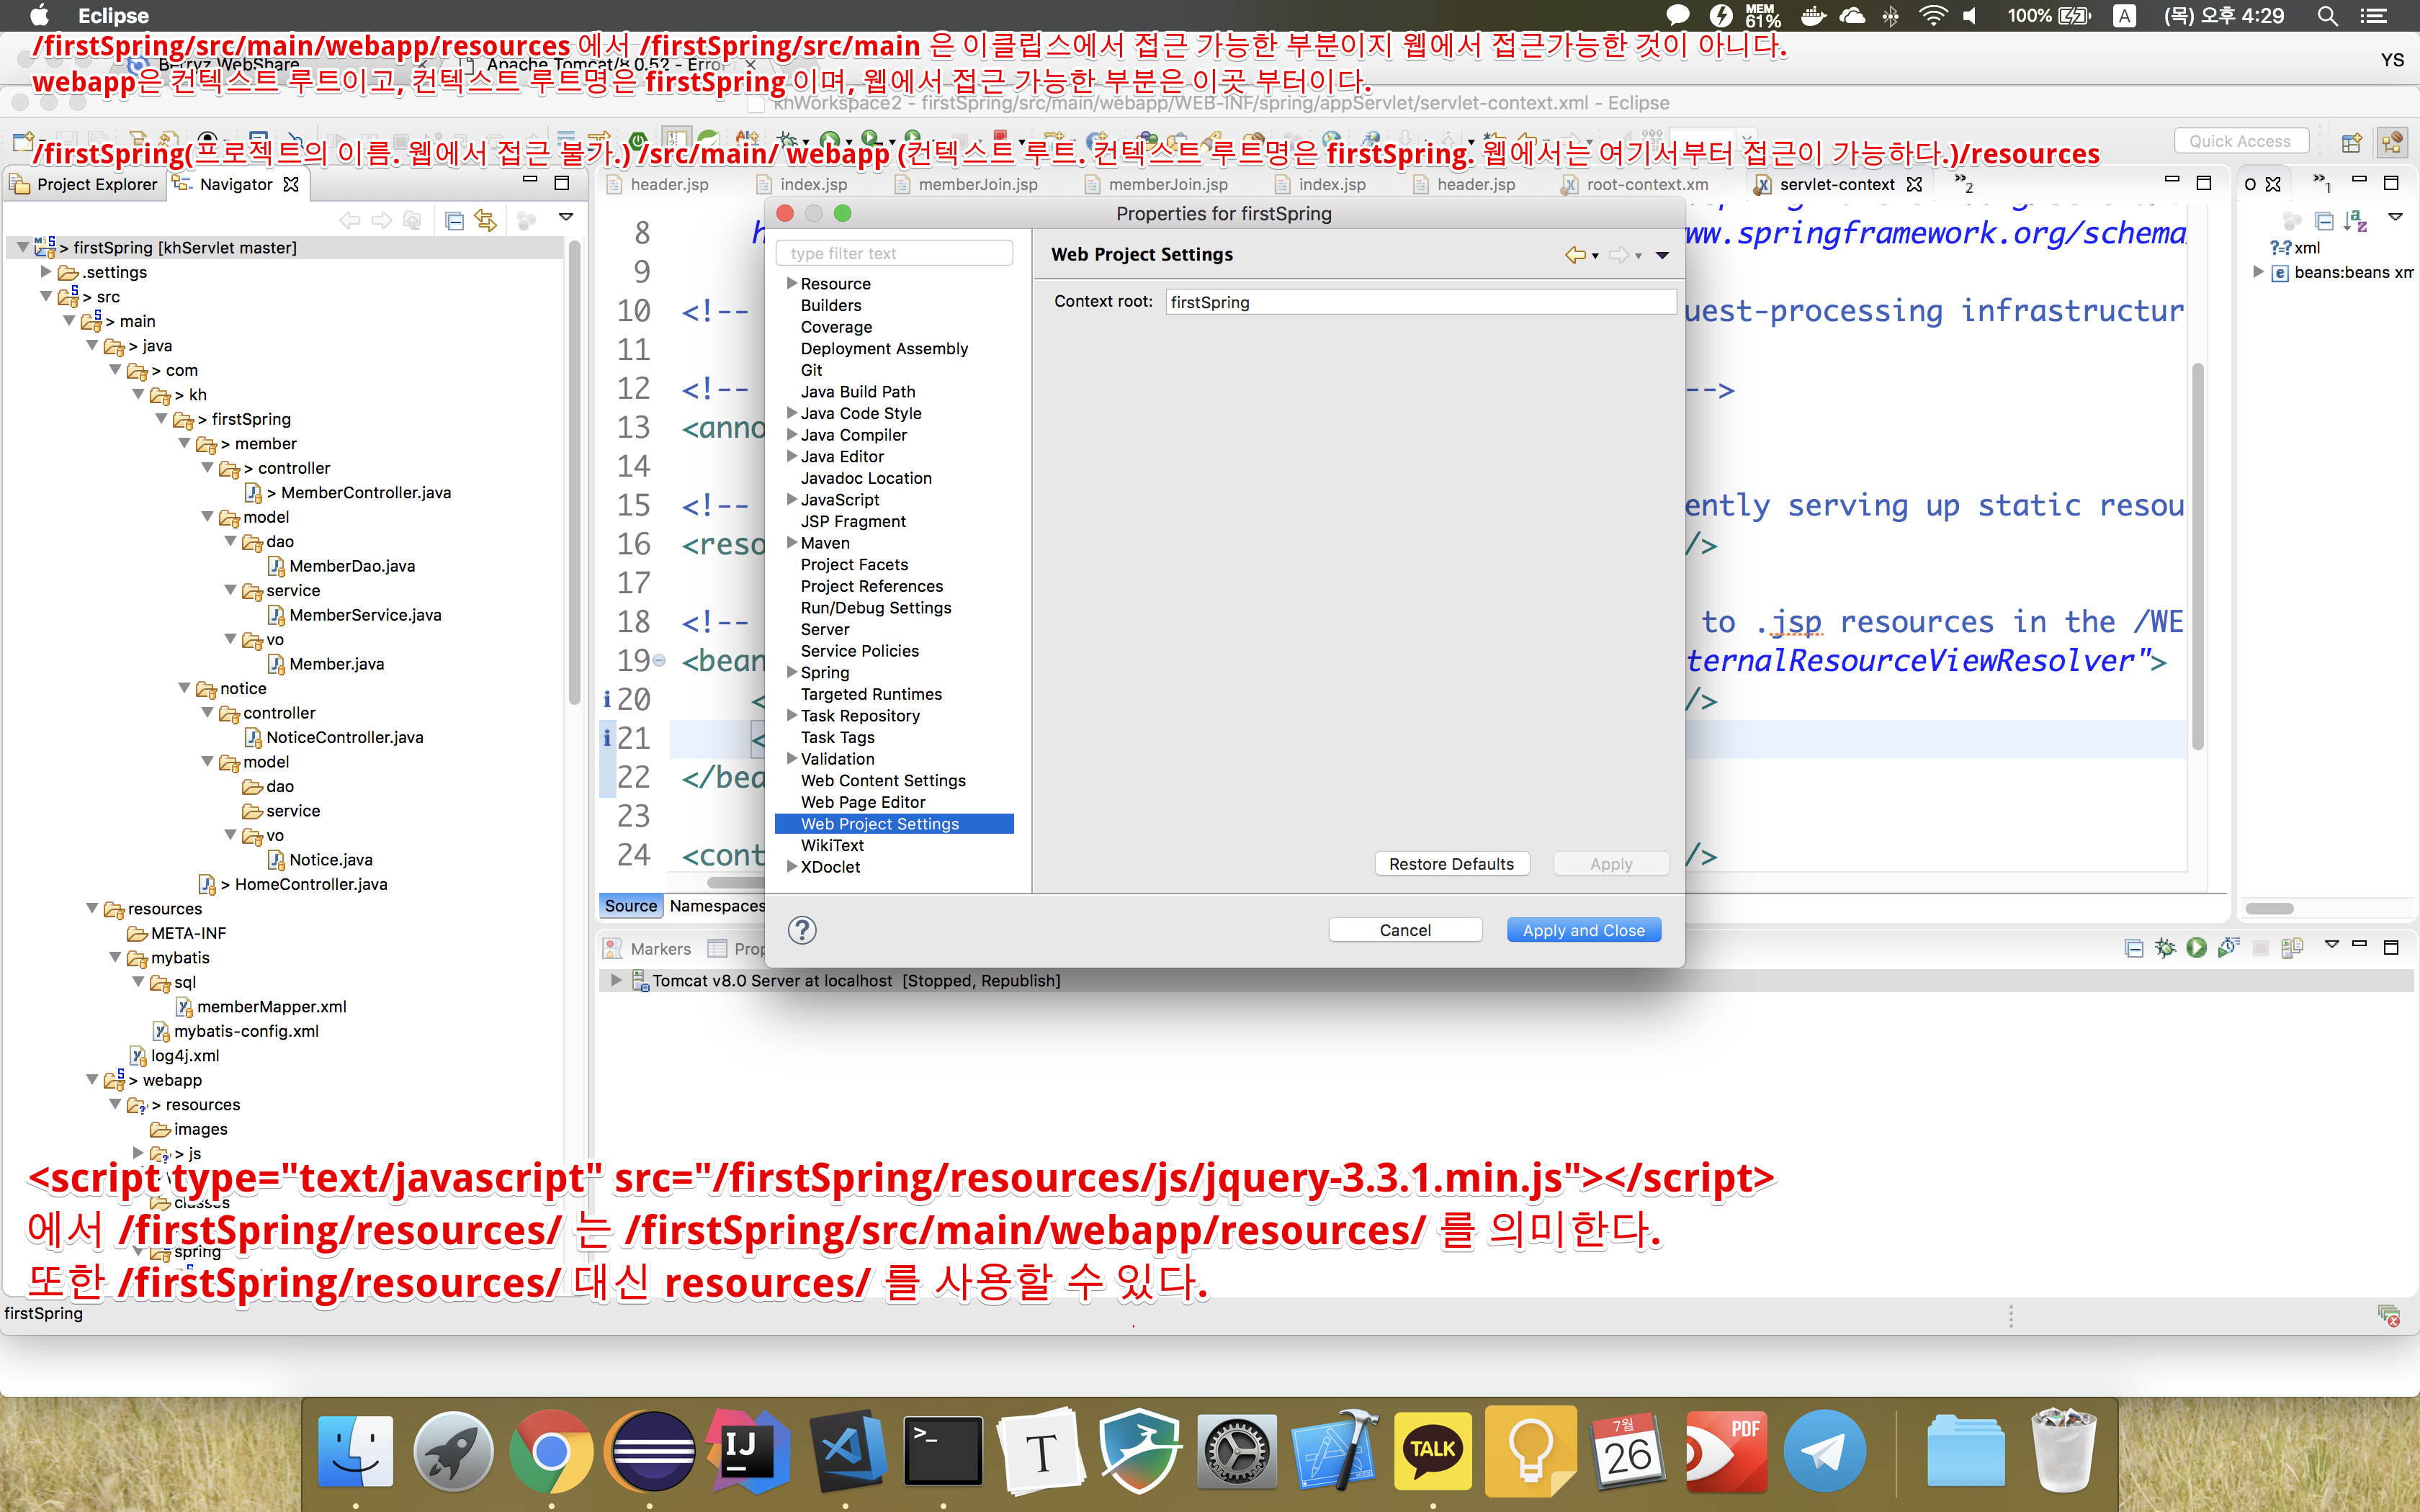 Eclipse
MEM
61%
100%
A
(목) 오후 4:29
/firstSpring/src/main/webapp/resources 에서 /firstSpring/src/main 은 이클립스에서 접근 가능한 부분이지 웹에서 접근가능한 것이 아니다.
Apache Tomcat/8.0.52 - Erro
YS
webapp은 컨텍스트 루트이고, 컨텍스트 루트명은 firstSpring 이며, 웹에서 접근 가능한 부분은 이곳 부터이다.
khWorkspace2 - firstSpring/src/main/webapp/WEB-INF/spring/appServlet/servlet-context.xml - Eclipse
Quick Access
/firstSpring(프로젝트의 이름. 웹에서 접근 불가.) /src/main/ webapp (컨텍스트 루트. 컨텍스트 루트명은 firstSpring. 웹에서는 여기서부터 접근이 가능하다.)/resources
Project Explorer
Navigator
header.jsp
index.jsp
memberJoin.jsp
memberJoin.jsp
index.jsp
header.jsp
root-context.xm
servlet-context
2
O
1
> firstSpring [khServlet master]
.settings
> src
> main
> java
> com
> kh
> firstSpring
> member
> controller
> MemberController.java
model
dao
MemberDao.java
service
MemberService.java
vo
Member.java
notice
controller
NoticeController.java
model
dao
service
vo
Notice.java
> HomeController.java
resources
META-INF
mybatis
sql
memberMapper.xml
mybatis-config.xml
log4j.xml
> webapp
> resources
images
> js
classes
spring
8 ww.springframework.org/schema
9
10 <!-- uest-processing infrastructur
11
12 <!-- -->
13 <anno
14
15 <!-- ently serving up static resou
16 <reso />
17
18 <!-- to .jsp resources in the /WE
19 <bean ternalResourceViewResolver">
20 < />
21 <
22 </bea
23
24 <cont />
Source
Namespaces
Properties for firstSpring
type filter text
Resource
Builders
Coverage
Deployment Assembly
Git
Java Build Path
Java Code Style
Java Compiler
Java Editor
Javadoc Location
JavaScript
JSP Fragment
Maven
Project Facets
Project References
Run/Debug Settings
Server
Service Policies
Spring
Targeted Runtimes
Task Repository
Task Tags
Validation
Web Content Settings
Web Page Editor
Web Project Settings
WikiText
XDoclet
Web Project Settings
Context root: firstSpring
Restore Defaults
Apply
Cancel
Apply and Close
?=? xml
e beans:beans xm
Markers
Prop
Tomcat v8.0 Server at localhost [Stopped, Republish]
<script type="text/javascript" src="/firstSpring/resources/js/jquery-3.3.1.min.js"></script>
에서 /firstSpring/resources/ 는 /firstSpring/src/main/webapp/resources/ 를 의미한다.
또한 /firstSpring/resources/ 대신 resources/ 를 사용할 수 있다.
firstSpring
IJ
>_
T
TALK
7월
26
PDF